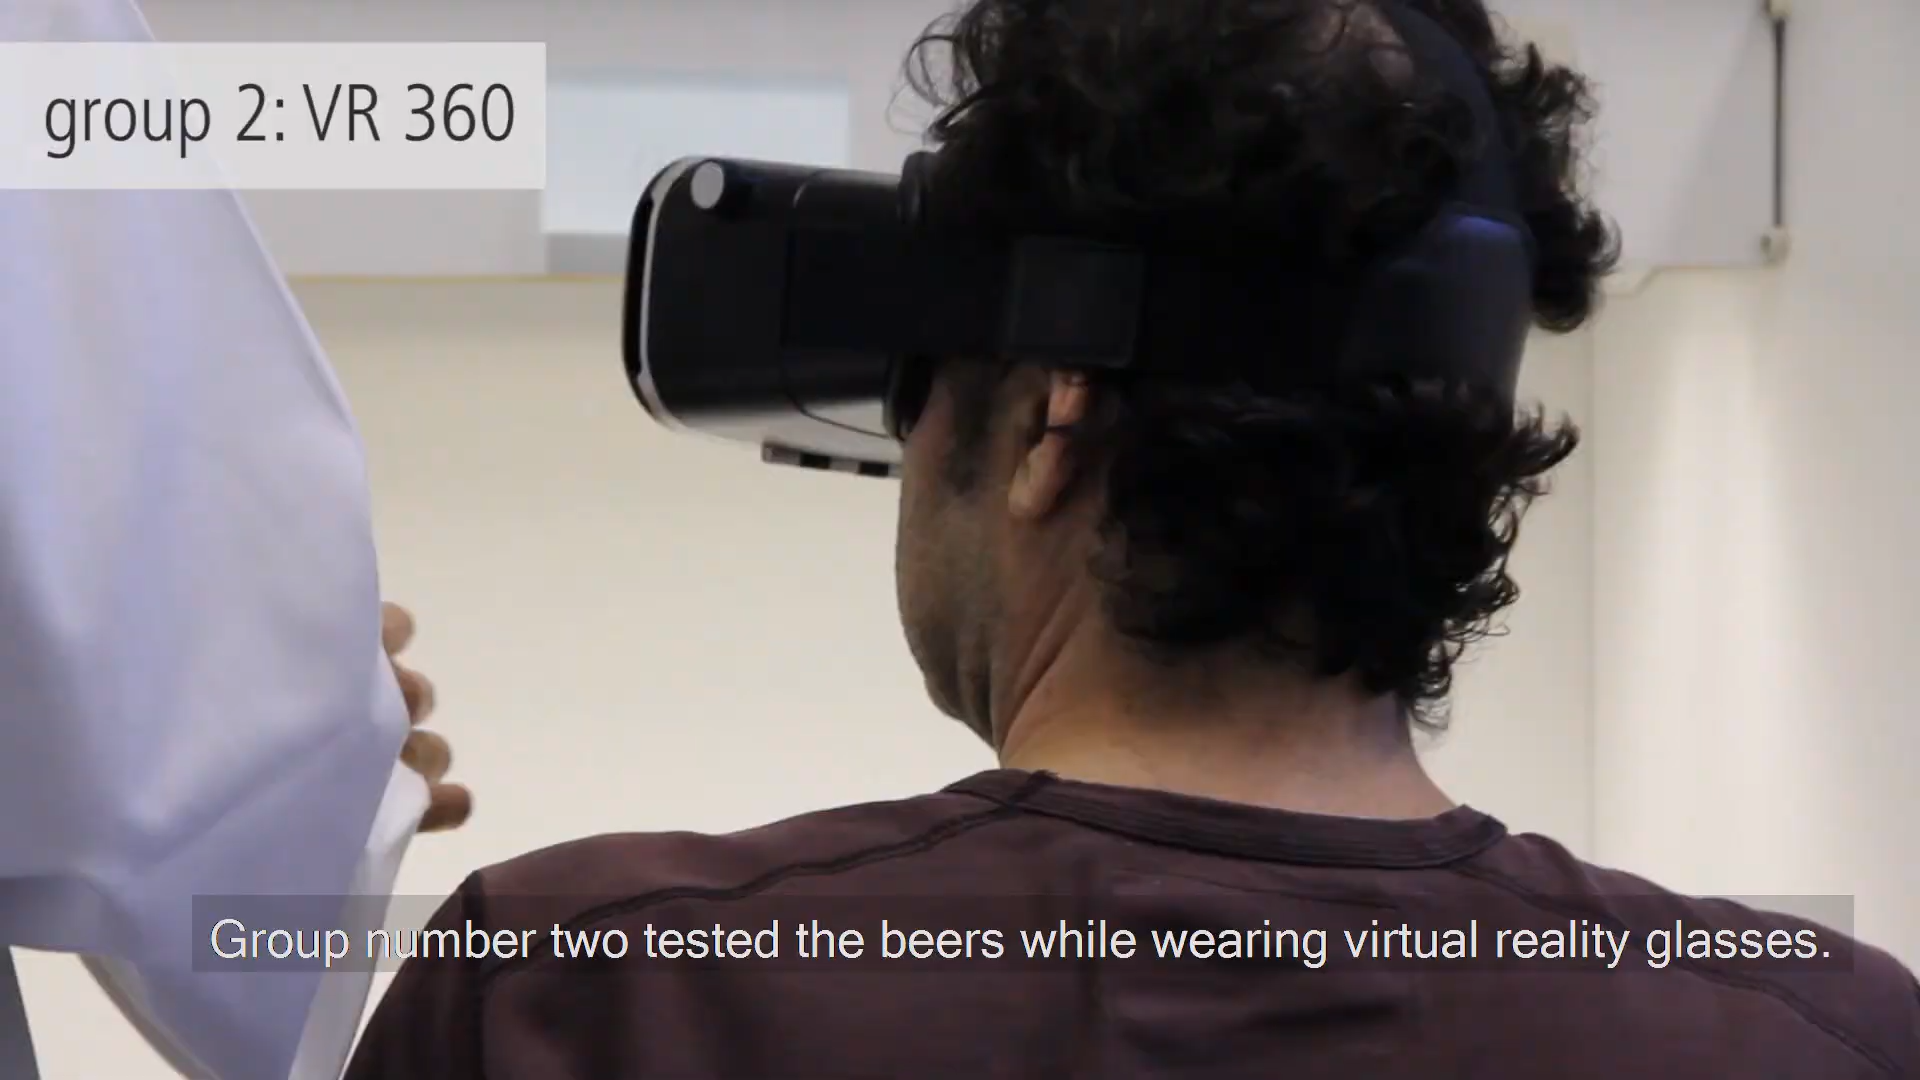 group 2: VR 360
Group number two tested the beers while wearing virtual reality glasses.